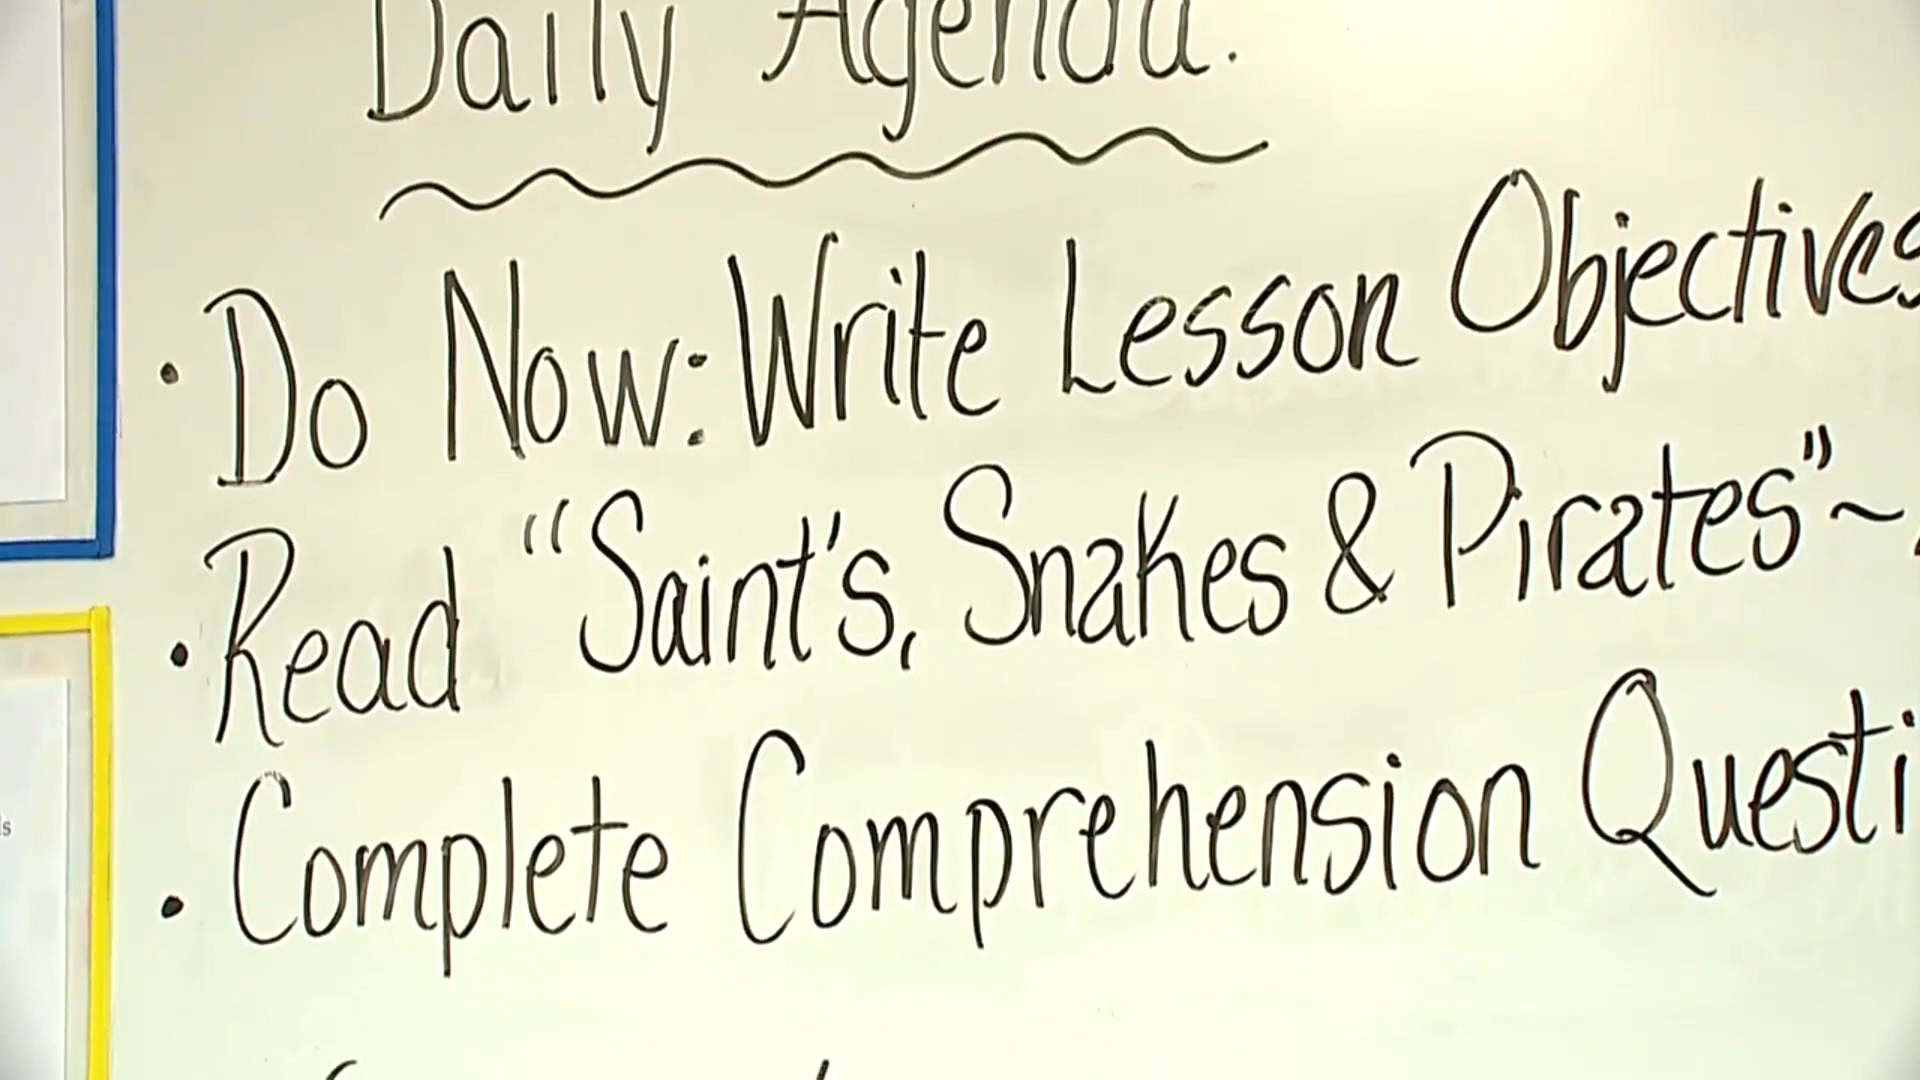 Daily Agenda.
• Do Now: Write Lesson Objectives
• Read "Saint's, Snakes & Pirates" ~
• Complete Comprehension Questi